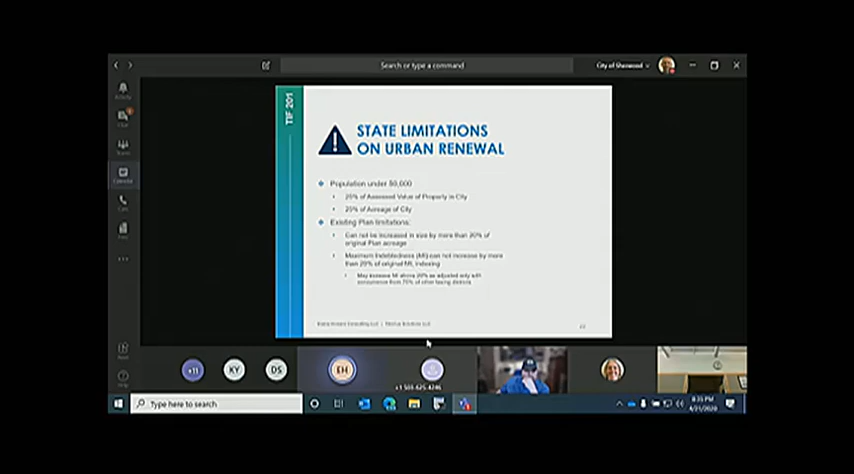 Search or type a command
City of Sherwood
TIF 201
STATE LIMITATIONS
ON URBAN RENEWAL
Population under 50,000
25% of Assessed Value of Property in City
25% of Acreage of City
Existing Plan limitations:
Can not be increased in size by more than 20% of
original Plan acreage
Maximum Indebtedness (MI) can not increase by more
than 20% of original MI, indexing
May increase MI above 20% as adjusted only with
concurrence from 75% of other taxing districts
Elaine Howard Consulting LLC | Tiberius Solutions LLC
+11
KY
DS
EH
+1 503-625-4246
Type here to search
8:35 PM
4/21/2020